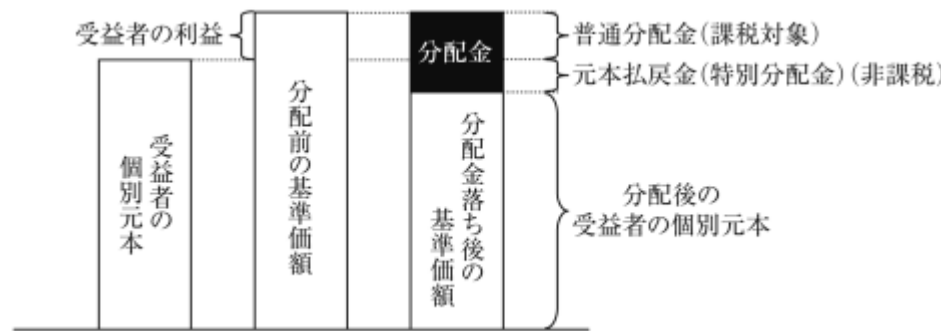 受益者の利益
受益者の
個別元本
分配前の基準価額
分配金
分配金落ち後の
基準価額
普通分配金(課税対象)
元本払戻金(特別分配金)(非課税)
分配後の
受益者の個別元本